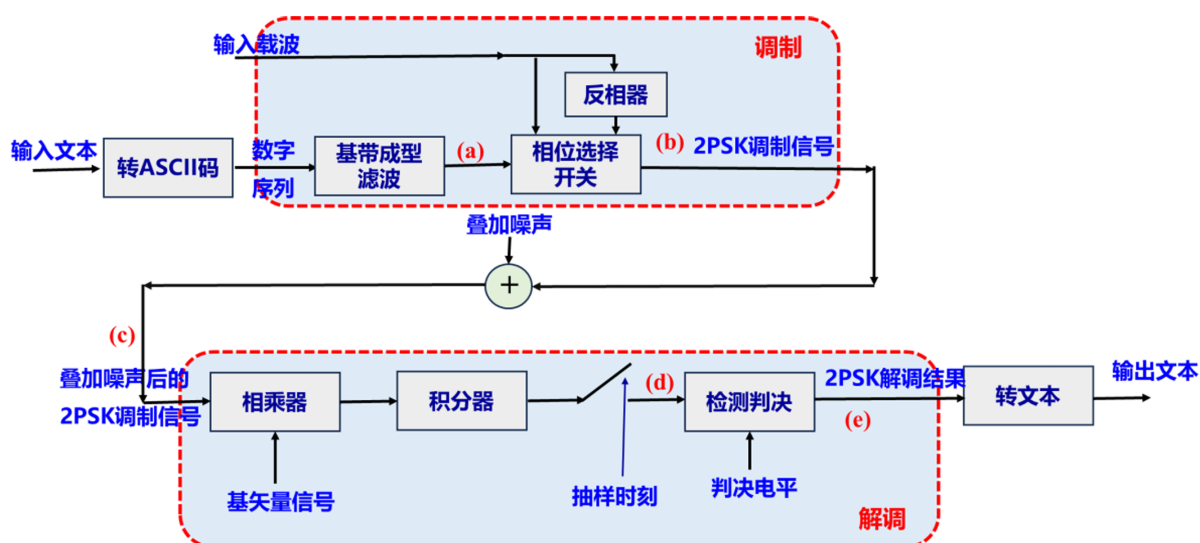 输入载波
调制
反相器
输入文本
转ASCII码
数字
序列
基带成型
滤波
(a)
相位选择
开关
(b)
2PSK调制信号
叠加噪声
+
(c)
叠加噪声后的
2PSK调制信号
相乘器
积分器
(d)
检测判决
2PSK解调结果
(e)
转文本
输出文本
基矢量信号
抽样时刻
判决电平
解调